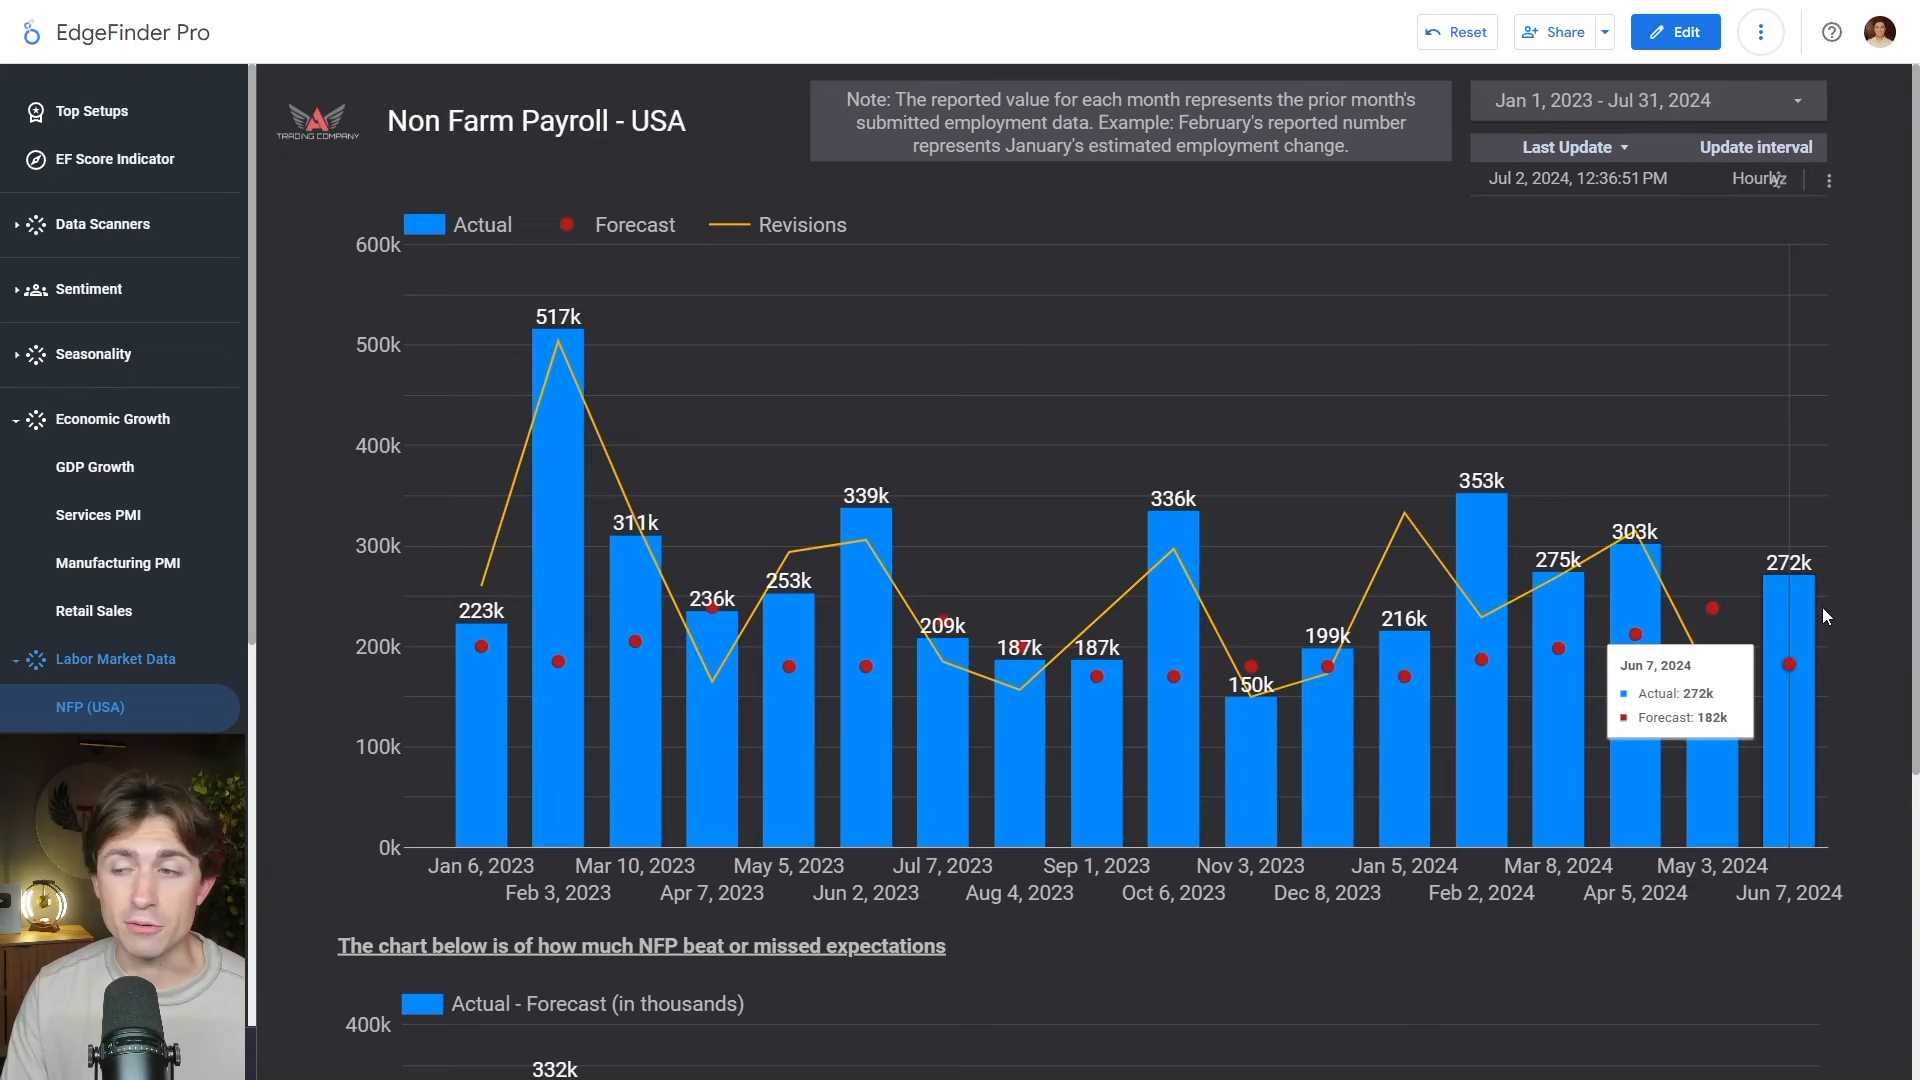 EdgeFinder Pro
Reset
Share
Edit
Top Setups
EF Score Indicator
Data Scanners
Sentiment
Seasonality
Economic Growth
GDP Growth
Services PMI
Manufacturing PMI
Retail Sales
Labor Market Data
NFP (USA)
A
TRADING COMPANY
Non Farm Payroll - USA
Note: The reported value for each month represents the prior month's
submitted employment data. Example: February's reported number
represents January's estimated employment change.
Jan 1, 2023 - Jul 31, 2024
Last Update Update interval
Jul 2, 2024, 12:36:51 PM
Actual Forecast Revisions
600k
500k
400k
300k
200k
100k
0k
223k
517k
311k
236k
253k
339k
209k
187k
187k
336k
150k
199k
216k
353k
275k
303k
272k
Jun 7, 2024
Actual: 272k
Forecast: 182k
Jan 6, 2023 Mar 10, 2023 May 5, 2023 Jul 7, 2023 Sep 1, 2023 Nov 3, 2023 Jan 5, 2024 Mar 8, 2024 May 3, 2024
Feb 3, 2023 Apr 7, 2023 Jun 2, 2023 Aug 4, 2023 Oct 6, 2023 Dec 8, 2023 Feb 2, 2024 Apr 5, 2024 Jun 7, 2024
The chart below is of how much NFP beat or missed expectations
Actual - Forecast (in thousands)
400k
332k